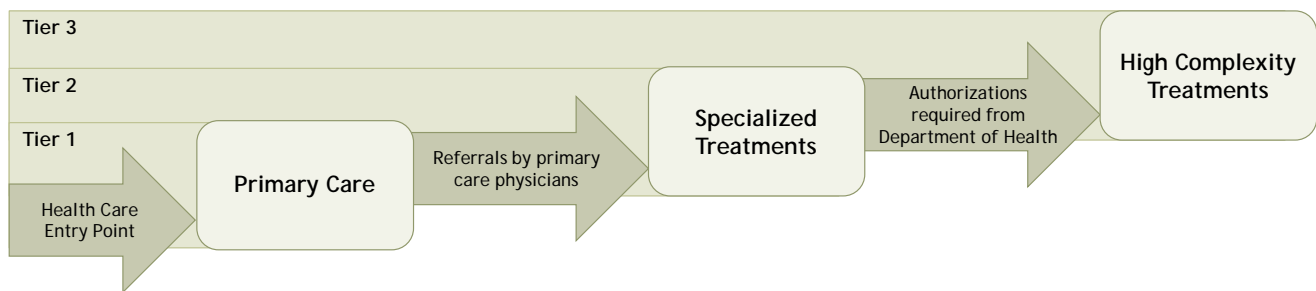 Tier 3
High Complexity
Treatments
Tier 2
Authorizations
required from
Department of Health
Specialized
Treatments
Tier 1
Referrals by primary
care physicians
Primary Care
Health Care
Entry Point